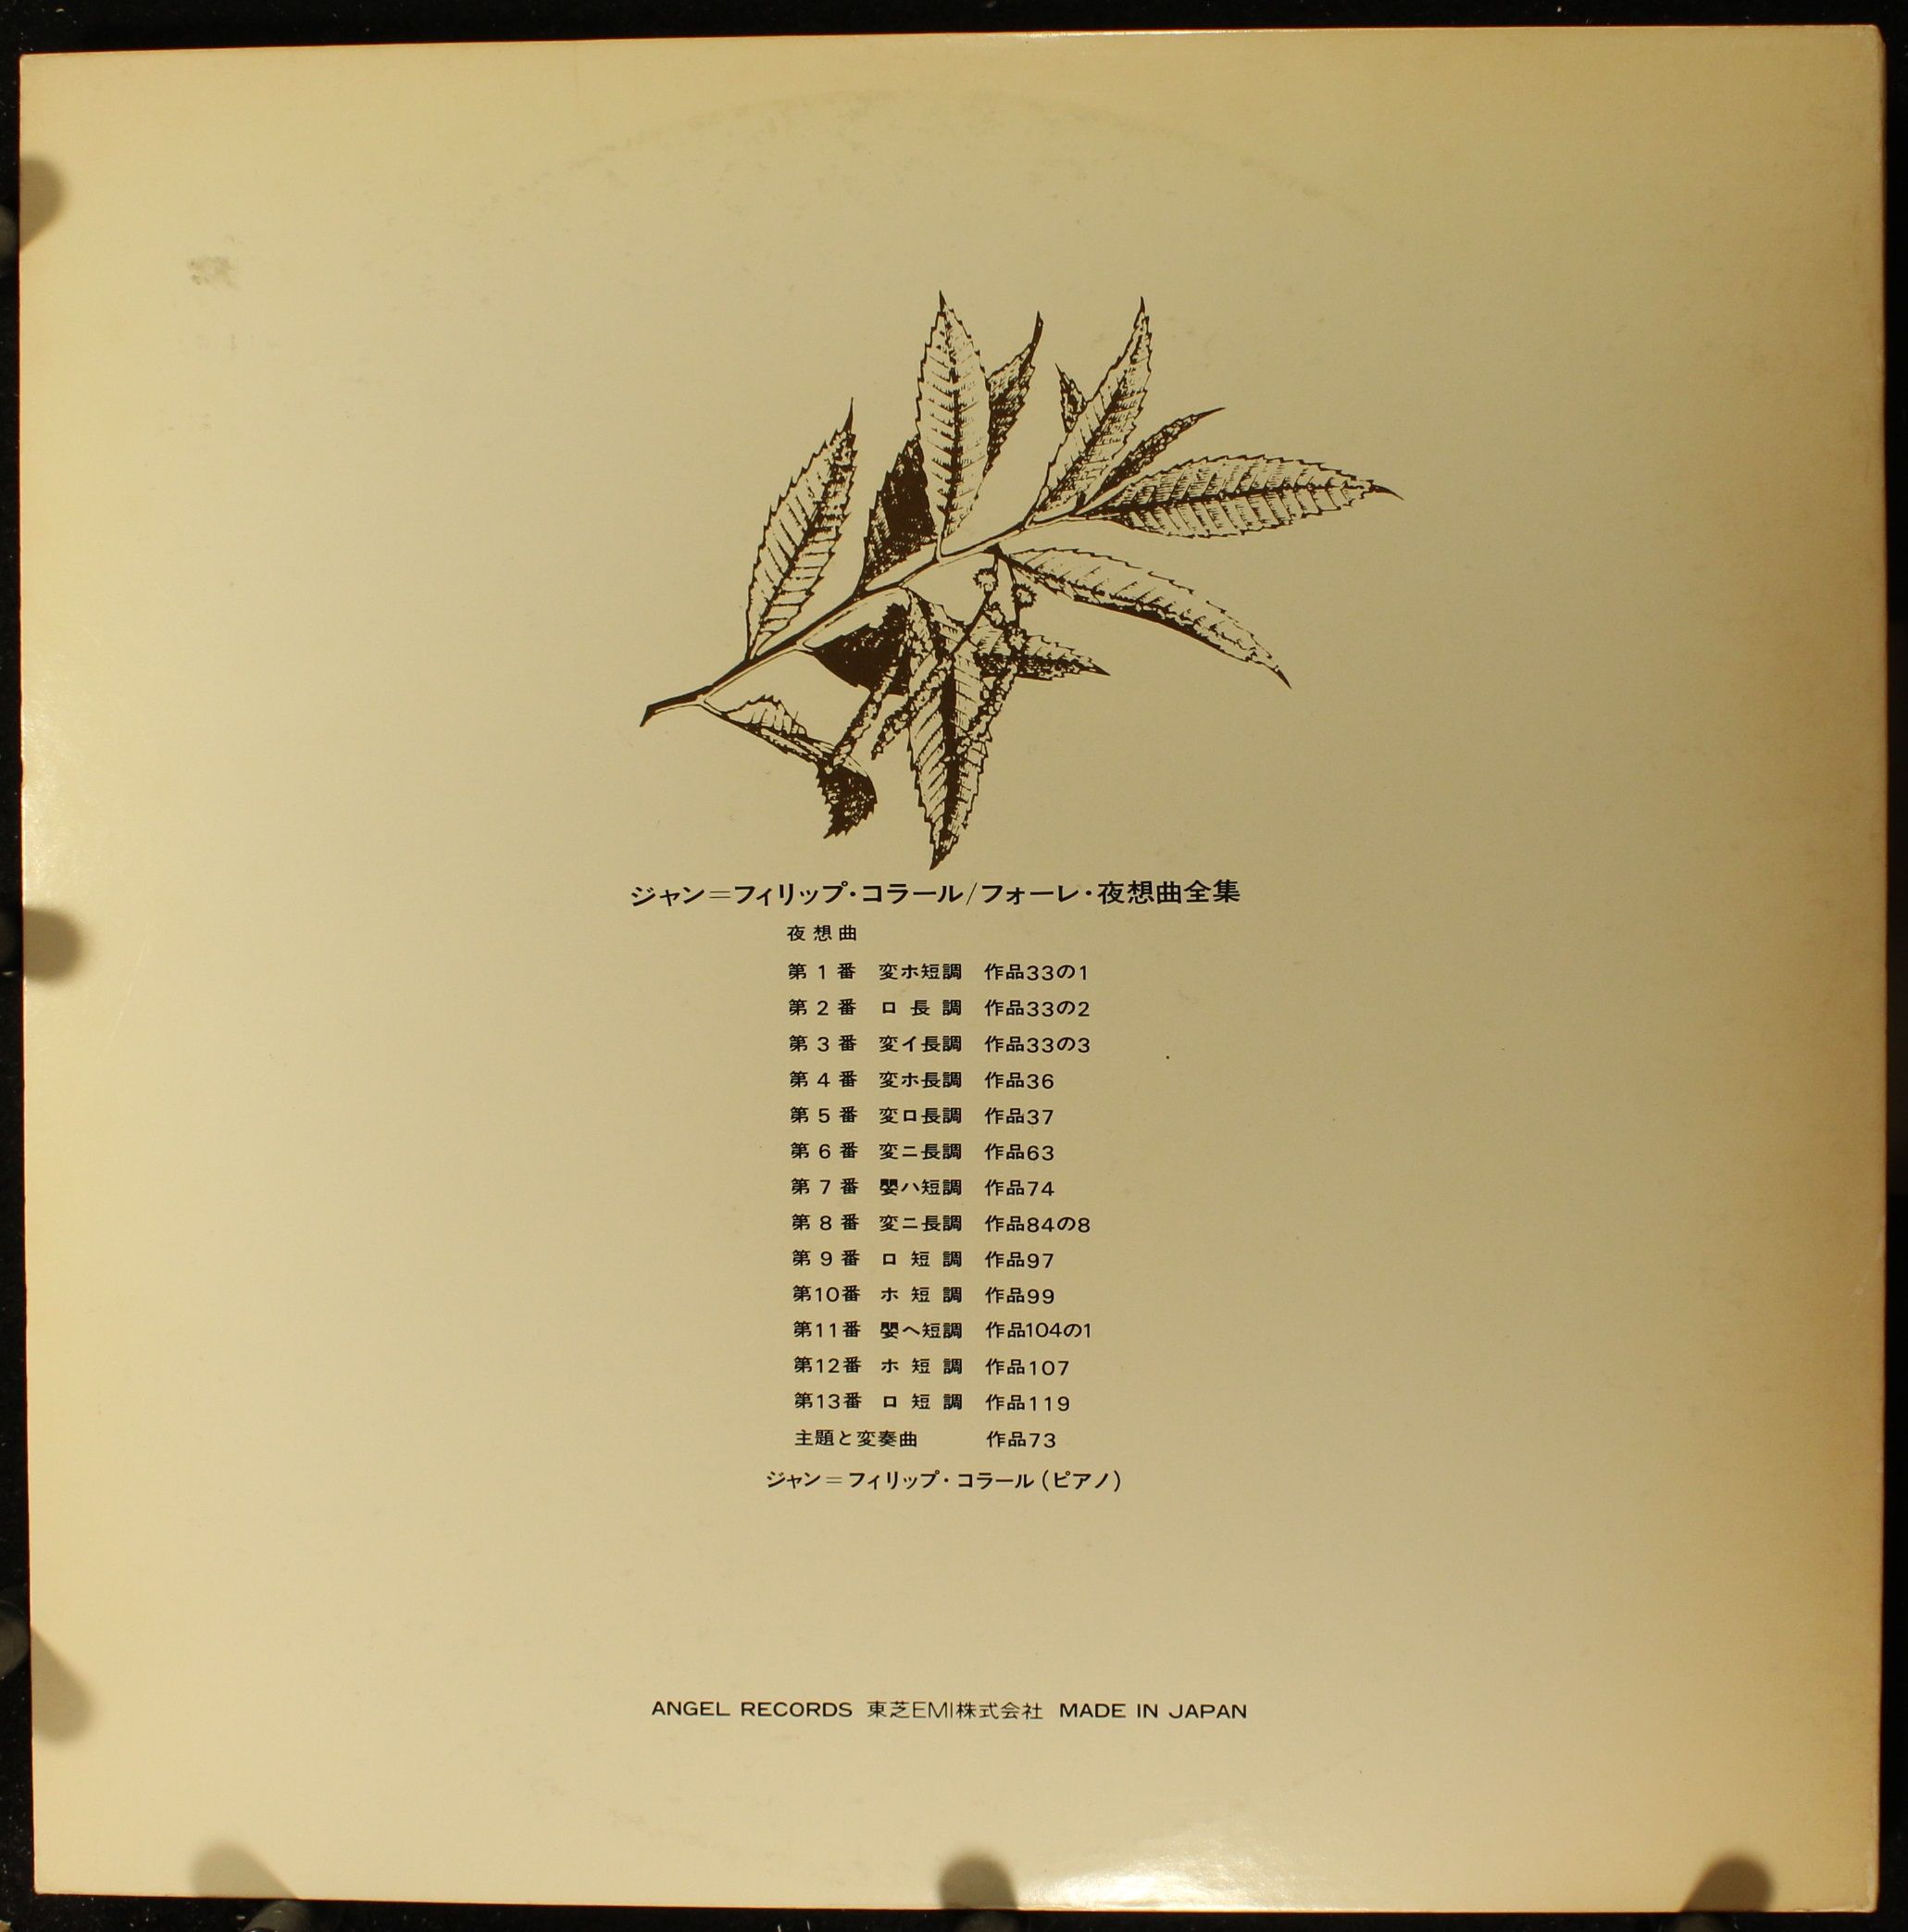 ジャン＝フィリップ・コラール/フォーレ・夜想曲全集
夜想曲
第1番 変ホ短調 作品33の1
第2番 ロ長調 作品33の2
第3番 変イ長調 作品33の3
第4番 変ホ長調 作品36
第5番 変ロ長調 作品37
第6番 変ニ長調 作品63
第7番 嬰ハ短調 作品74
第8番 変ニ長調 作品84の8
第9番 ロ短調 作品97
第10番 ホ短調 作品99
第11番 嬰ヘ短調 作品104の1
第12番 ホ短調 作品107
第13番 ロ短調 作品119
主題と変奏曲 作品73
ジャン＝フィリップ・コラール(ピアノ)
ANGEL RECORDS 東芝EMI株式会社 MADE IN JAPAN